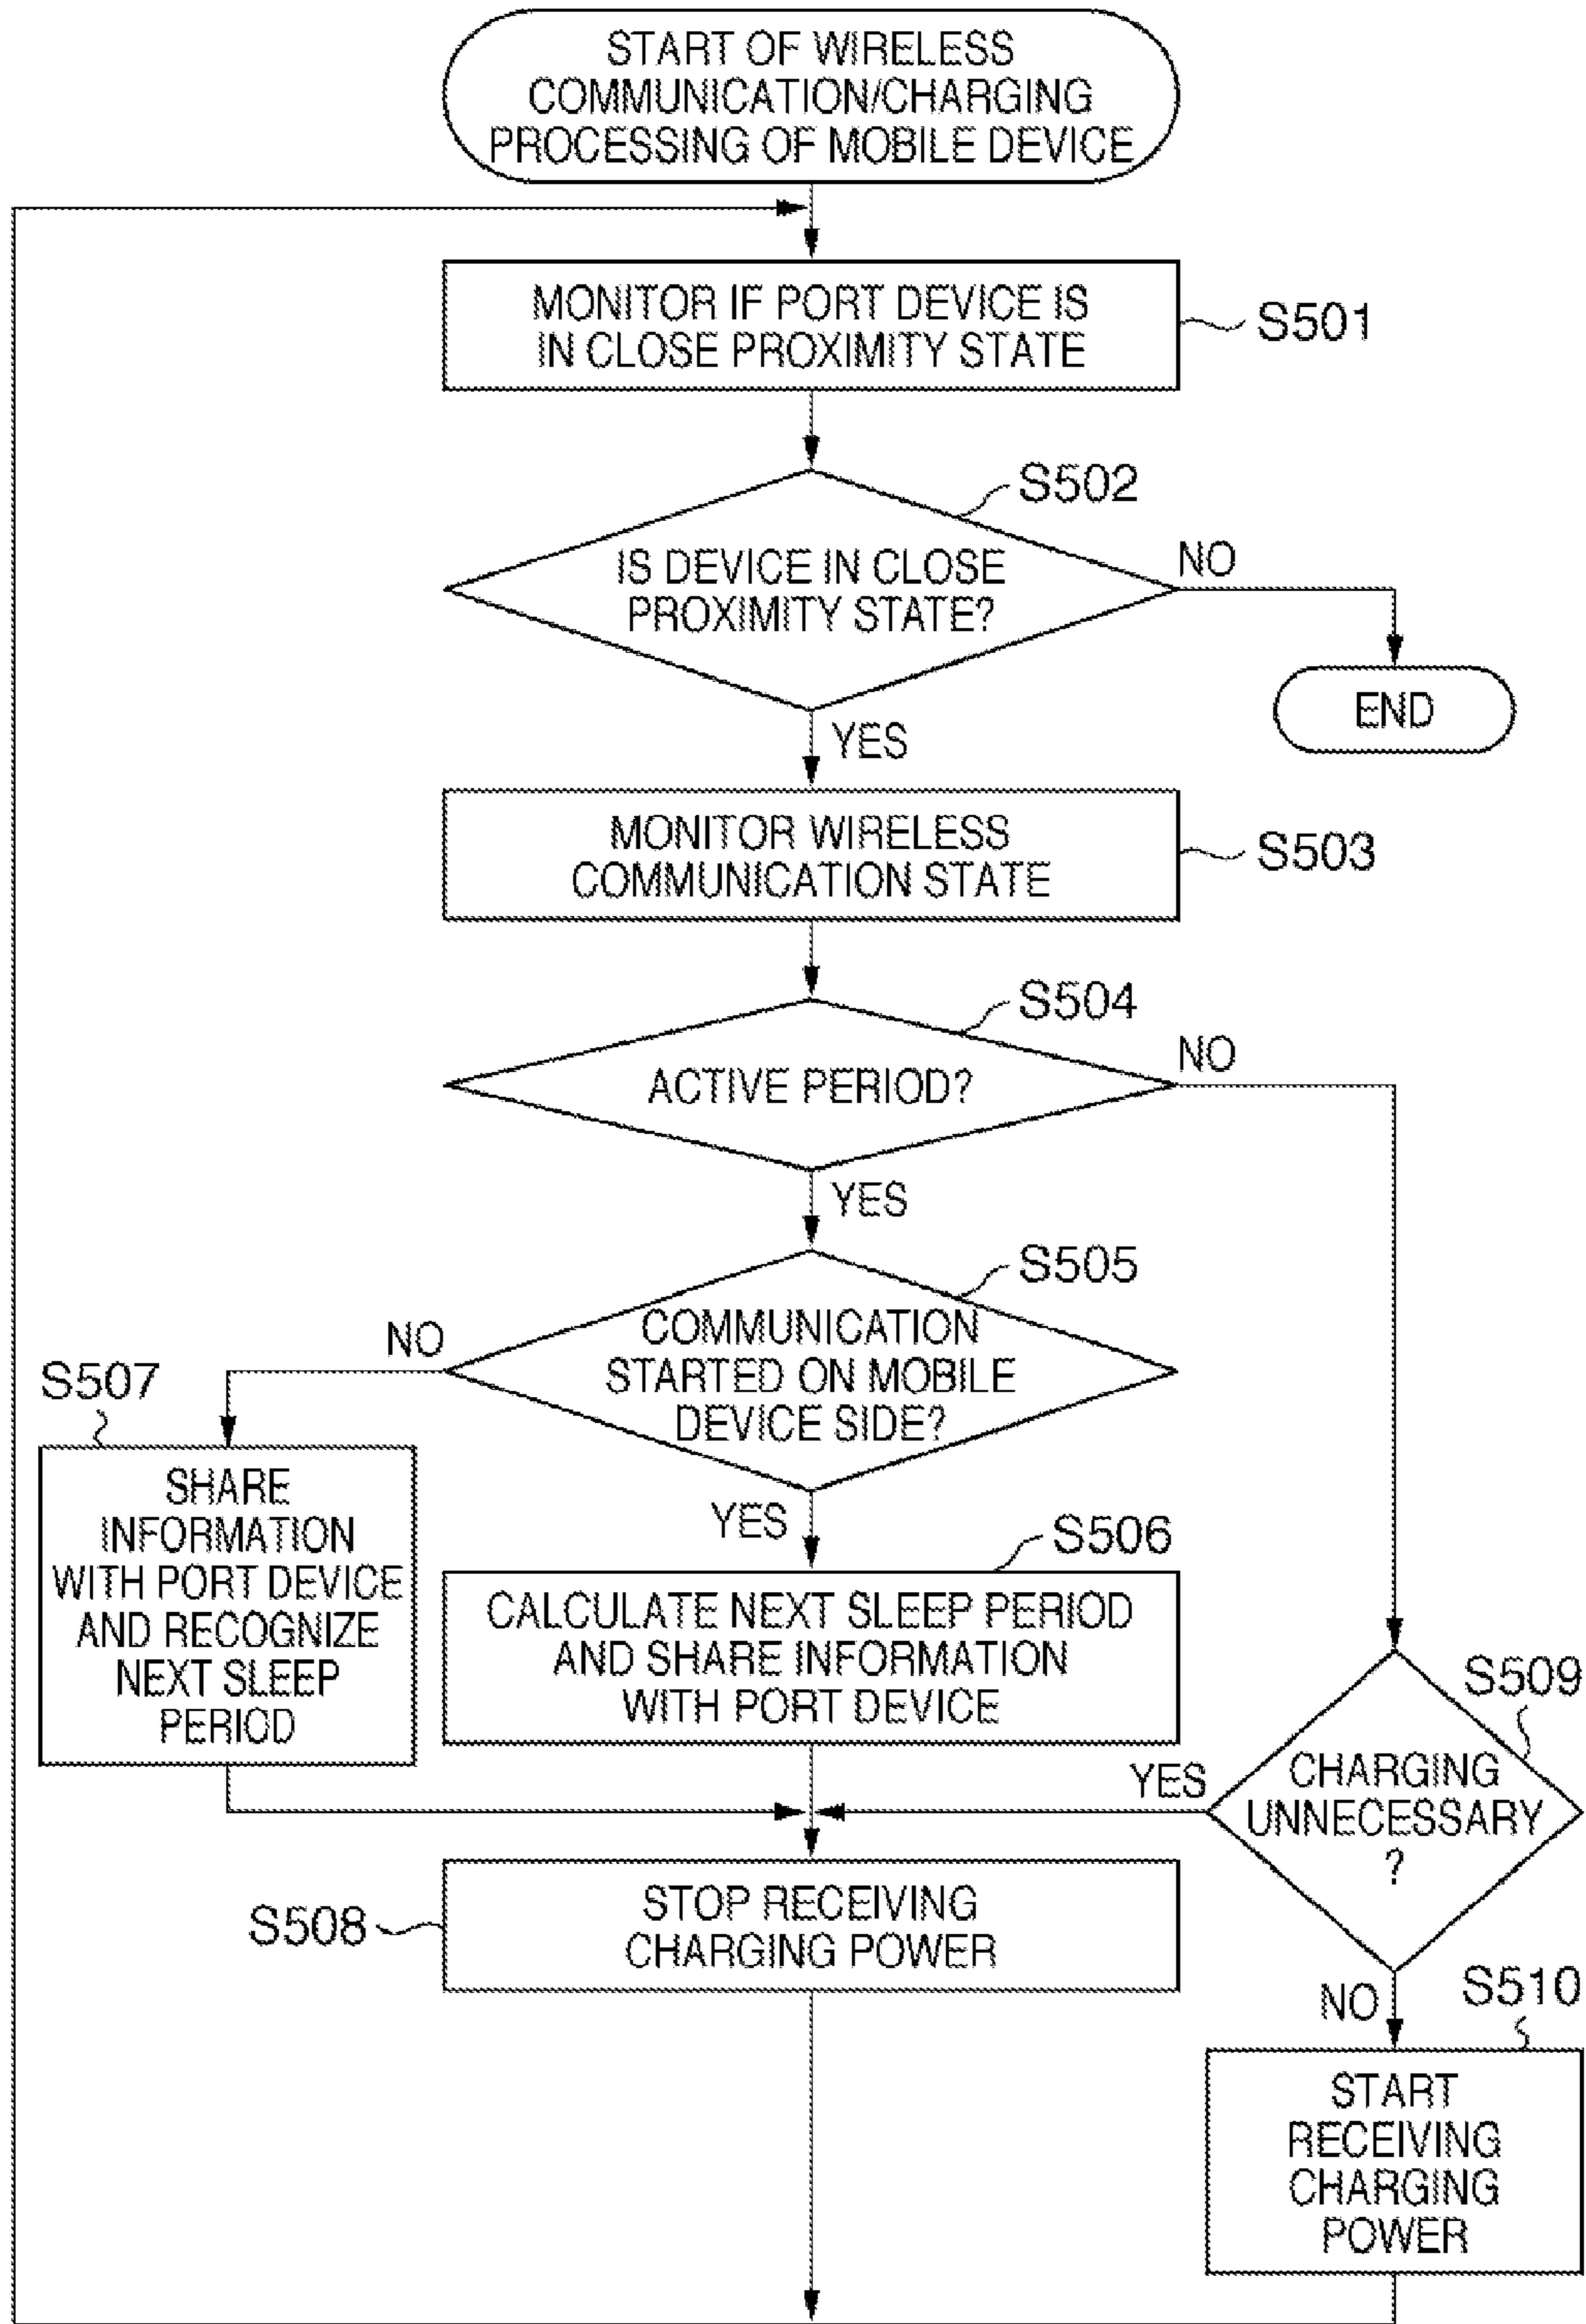 START OF WIRELESS
COMMUNICATION/CHARGING
PROCESSING OF MOBILE DEVICE
MONITOR IF PORT DEVICE IS
IN CLOSE PROXIMITY STATE
S501
S502
IS DEVICE IN CLOSE
PROXIMITY STATE?
NO
END
YES
MONITOR WIRELESS
COMMUNICATION STATE
S503
S504
ACTIVE PERIOD?
NO
YES
S505
COMMUNICATION
STARTED ON MOBILE
DEVICE SIDE?
NO
S507
SHARE
INFORMATION
WITH PORT DEVICE
AND RECOGNIZE
NEXT SLEEP
PERIOD
YES
S506
CALCULATE NEXT SLEEP PERIOD
AND SHARE INFORMATION
WITH PORT DEVICE
S509
CHARGING
UNNECESSARY
?
YES
S508
STOP RECEIVING
CHARGING POWER
NO
S510
START
RECEIVING
CHARGING
POWER